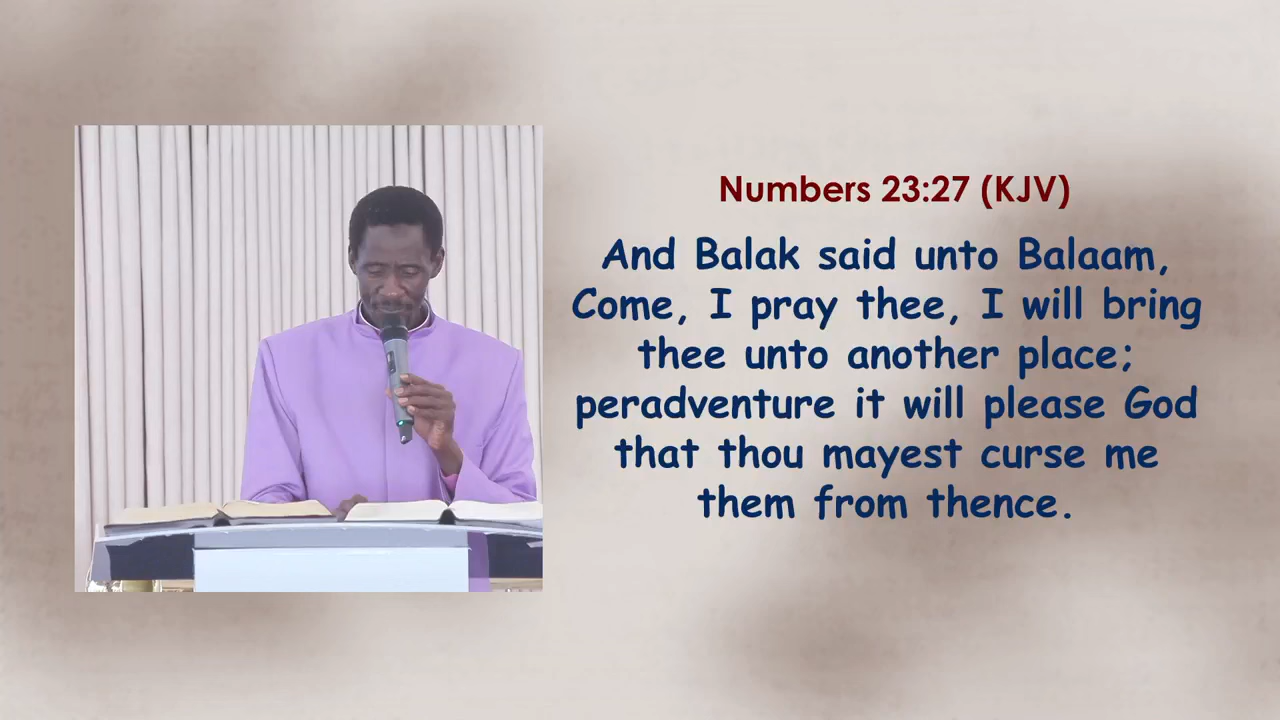 Numbers 23:27 (KJV)
And Balak said unto Balaam,
Come, I pray thee, I will bring
thee unto another place;
peradventure it will please God
that thou mayest curse me
them from thence.